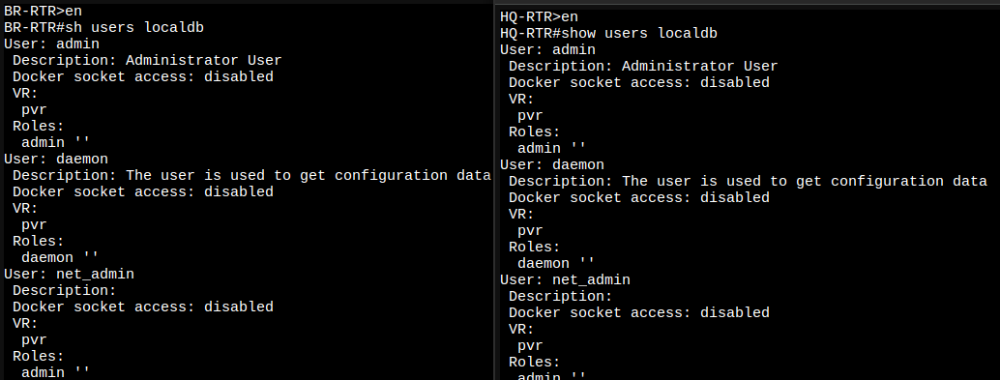 BR-RTR>en
BR-RTR#sh users localdb
User: admin
 Description: Administrator User
 Docker socket access: disabled
 VR:
  pvr
 Roles:
  admin ''
User: daemon
 Description: The user is used to get configuration data
 Docker socket access: disabled
 VR:
  pvr
 Roles:
  daemon ''
User: net_admin
 Description:
 Docker socket access: disabled
 VR:
  pvr
 Roles:
  admin ''
HQ-RTR>en
HQ-RTR#show users localdb
User: admin
 Description: Administrator User
 Docker socket access: disabled
 VR:
  pvr
 Roles:
  admin ''
User: daemon
 Description: The user is used to get configuration data
 Docker socket access: disabled
 VR:
  pvr
 Roles:
  daemon ''
User: net_admin
 Description:
 Docker socket access: disabled
 VR:
  pvr
 Roles:
  admin ''